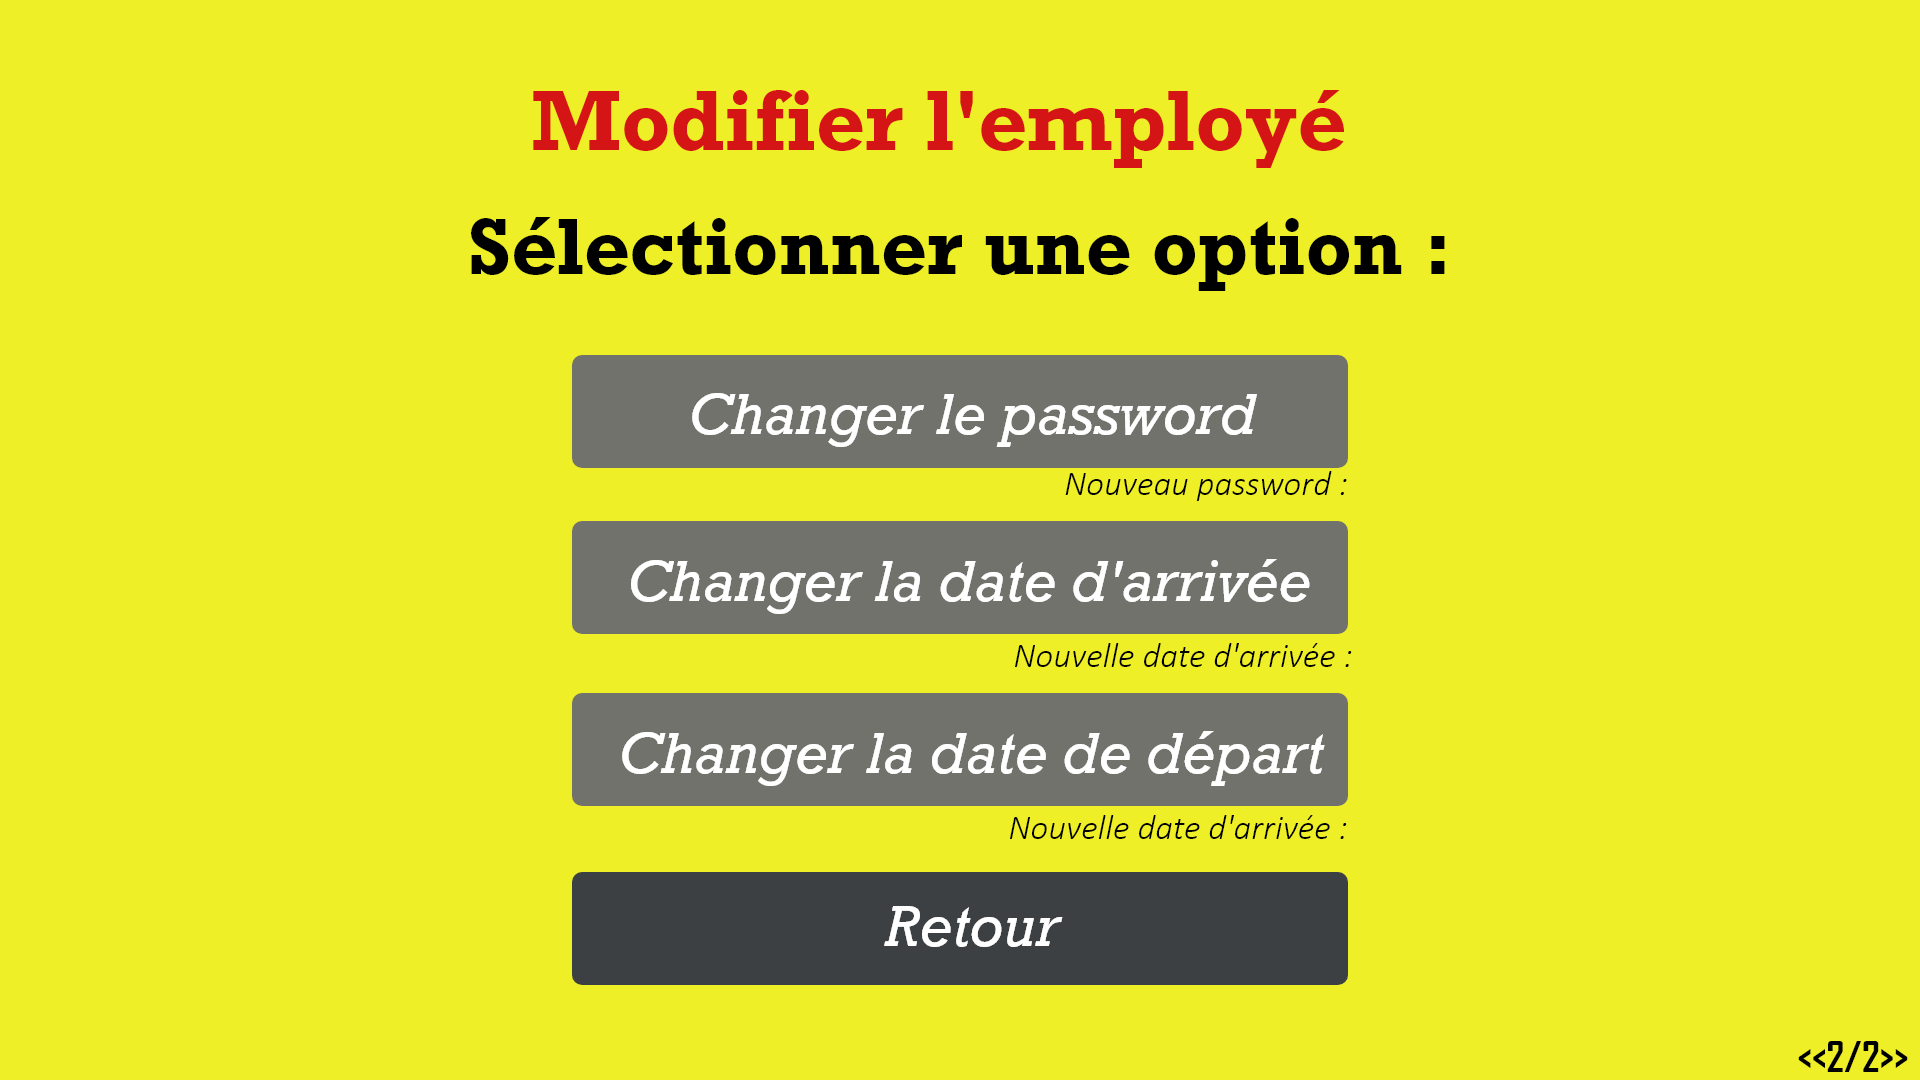 Modifier l'employé
Sélectionner une option :
Changer le password
Nouveau password :
Changer la date d'arrivée
Nouvelle date d'arrivée :
Changer la date de départ
Nouvelle date d'arrivée :
Retour
<<2/2>>